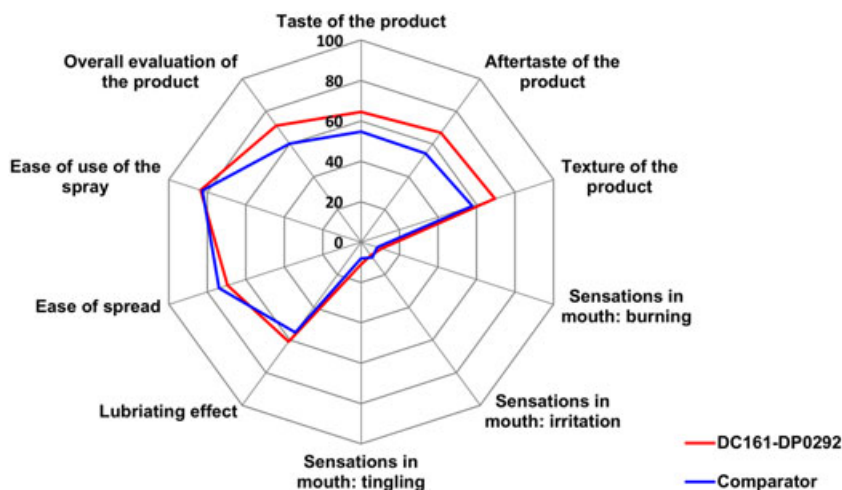 Taste of the product
100
80
60
40
20
0
Aftertaste of the
product
Texture of the
product
Sensations in
mouth: burning
Sensations in
mouth: irritation
Sensations in
mouth: tingling
Lubriating effect
Ease of spread
Ease of use of the
spray
Overall evaluation of
the product
DC161-DP0292
Comparator